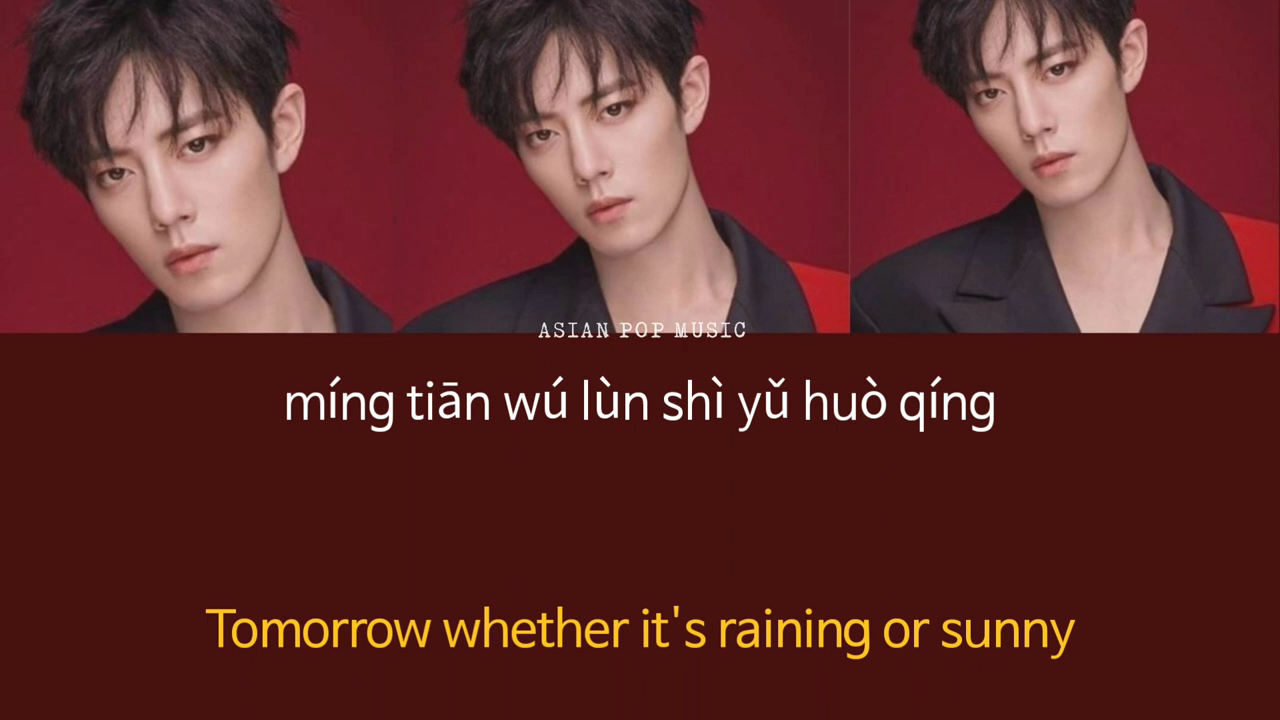 ASIAN POP MUSIC
míng tiān wú lùn shì yǔ huò qíng
Tomorrow whether it's raining or sunny